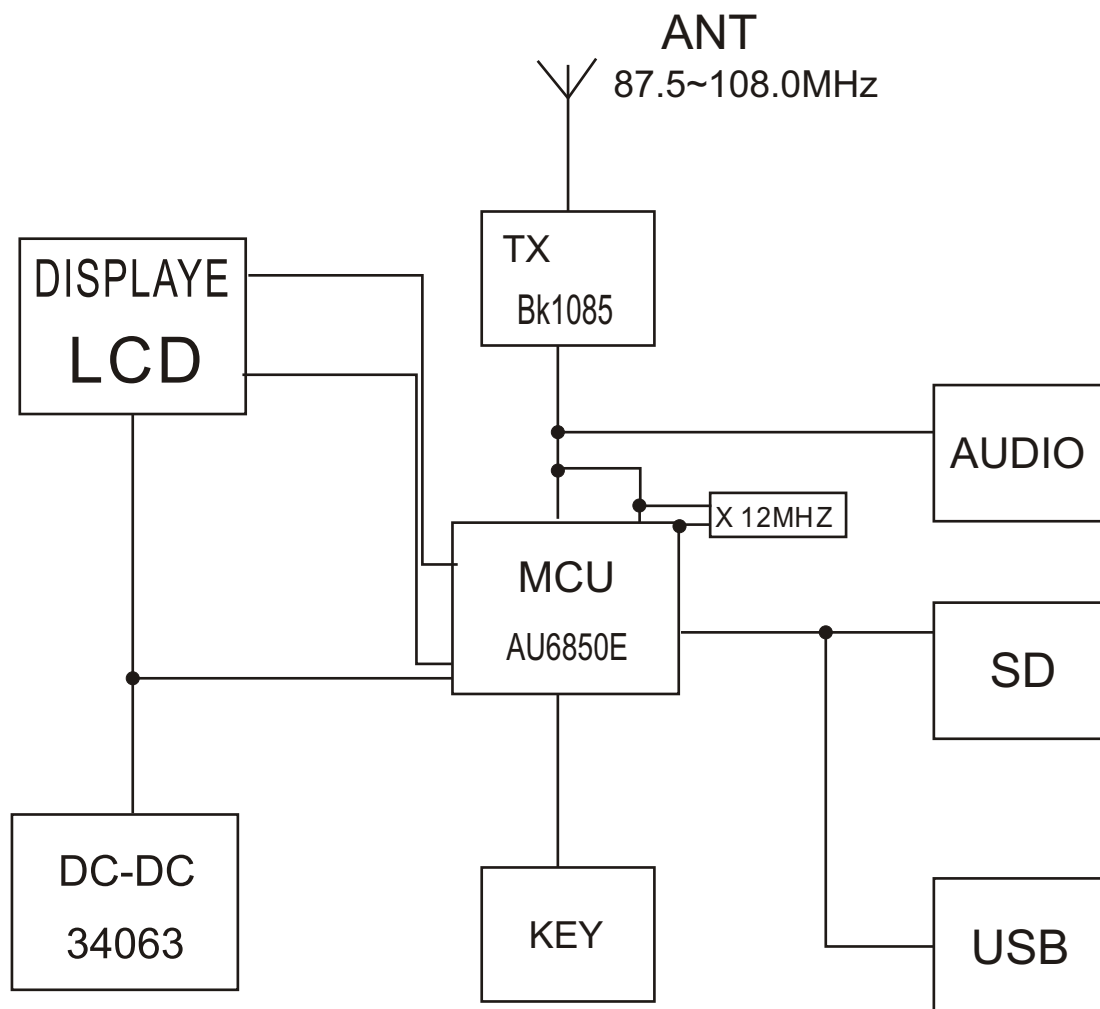 ANT
87.5~108.0MHz
TX
Bk1085
DISPLAYE
LCD
AUDIO
X 12MHZ
MCU
AU6850E
SD
DC-DC
34063
KEY
USB